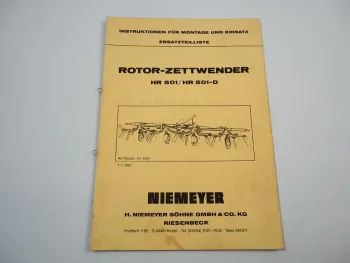 INSTRUKTIONEN FÜR MONTAGE UND EINSATZ
ERSATZTEILLISTE
ROTOR-ZETTWENDER
HR 501/HR 501-D
NIEMEYER
H. NIEMEYER SÖHNE GMBH & CO. KG
RIESENBECK